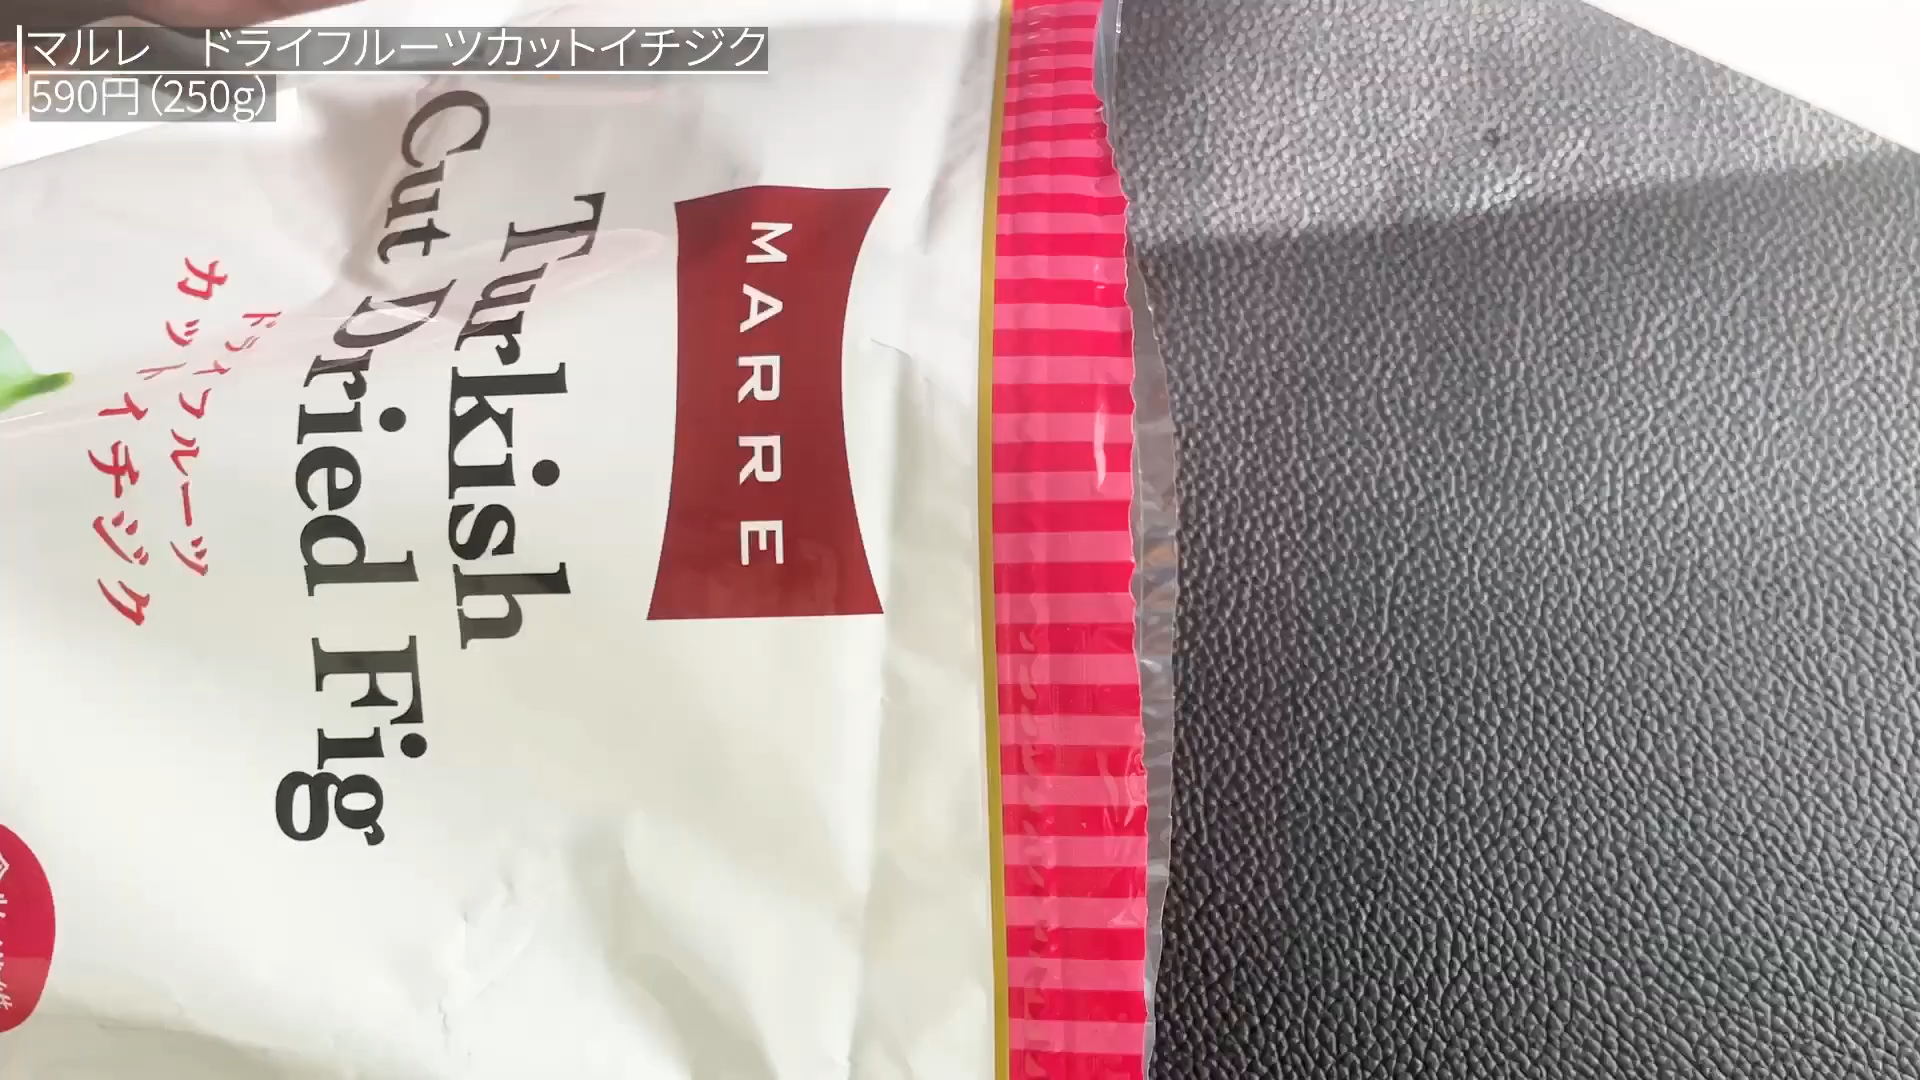 マルレ　ドライフルーツカットイチジク
590円（250g）
MARRE
Turkish
Cut Dried Fig
ドライフルーツ
カットイチジク